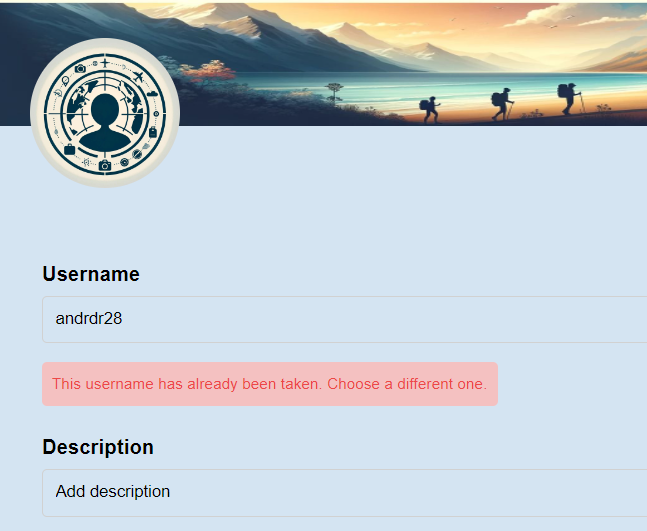 Username
andrdr28
This username has already been taken. Choose a different one.
Description
Add description